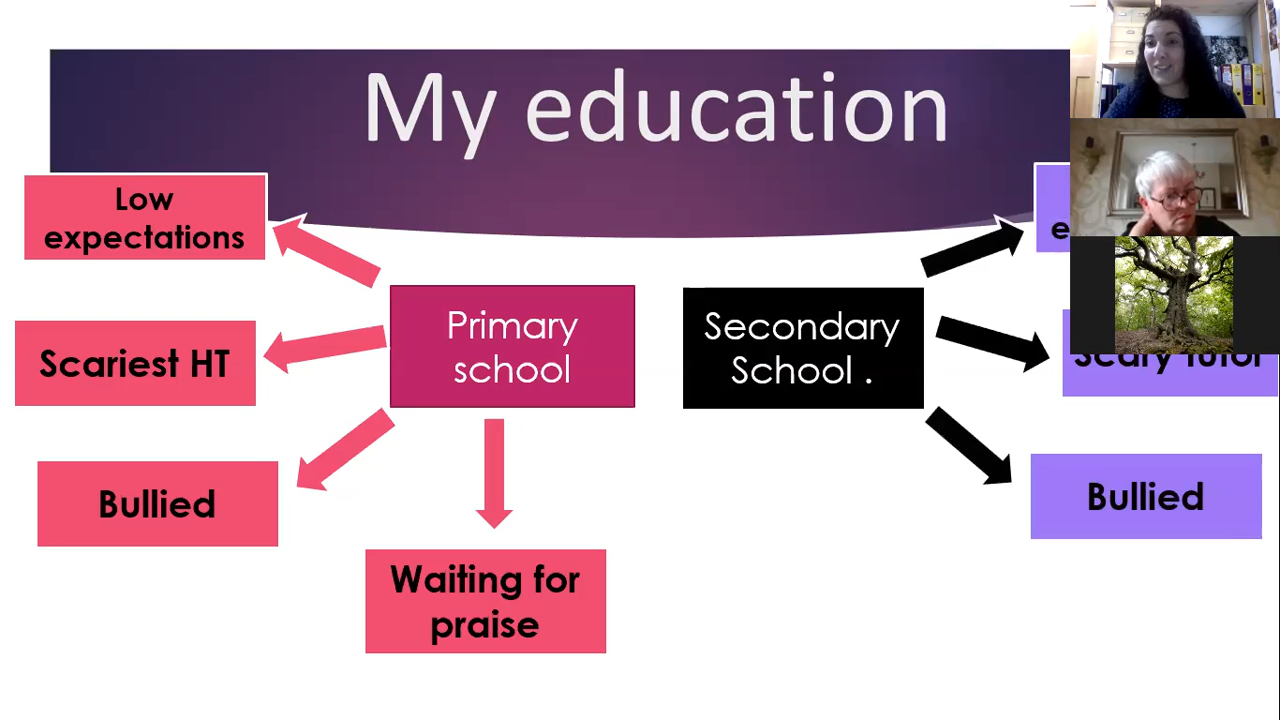 My education
Low
expectations
Scariest HT
Bullied
Primary
school
Waiting for
praise
Secondary
School .
e
Scary Tutor
Bullied